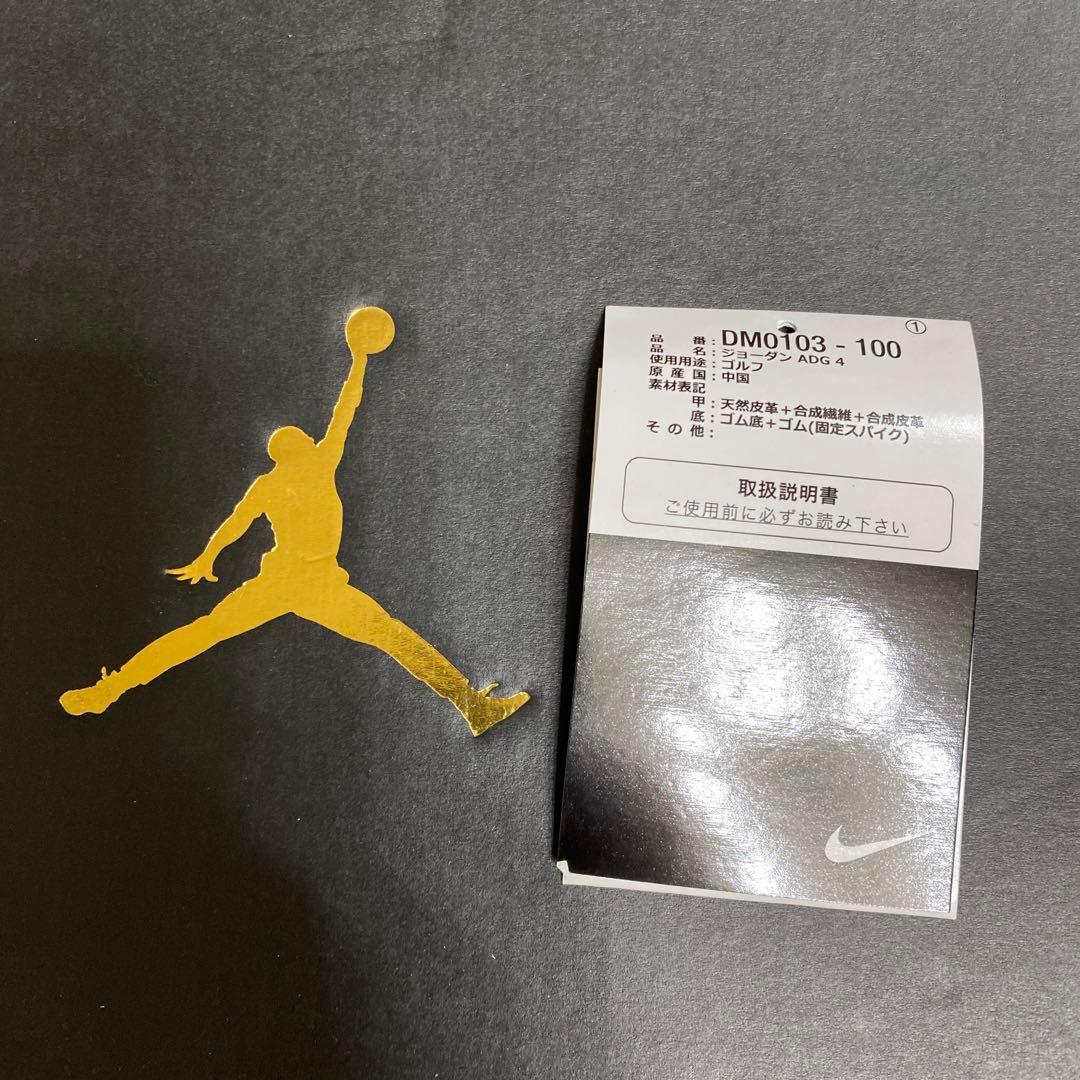 ①
品番：DM0103 - 100
品名：ジョーダン ADG 4
使用用途：ゴルフ
原産国：中国
素材表記
甲：天然皮革＋合成繊維＋合成皮革
底：ゴム底＋ゴム(固定スパイク)
その他：
取扱説明書
ご使用前に必ずお読み下さい